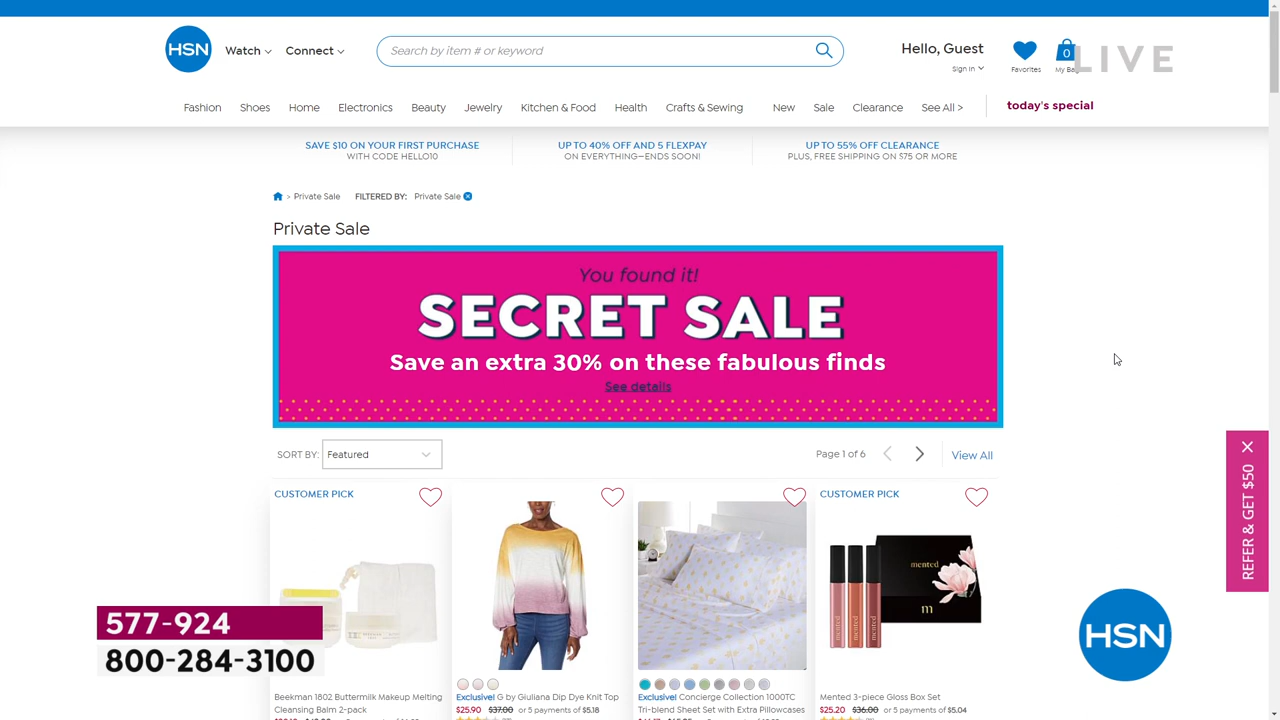 HSN
Watch
Connect
Search by item # or keyword
Hello, Guest
Sign In
Favorites
0
My Ba
LIVE
Fashion
Shoes
Home
Electronics
Beauty
Jewelry
Kitchen & Food
Health
Crafts & Sewing
New
Sale
Clearance
See All >
today's special
SAVE $10 ON YOUR FIRST PURCHASE
WITH CODE HELLO10
UP TO 40% OFF AND 5 FLEXPAY
ON EVERYTHING—ENDS SOON!
UP TO 55% OFF CLEARANCE
PLUS, FREE SHIPPING ON $75 OR MORE
> Private Sale
FILTERED BY: Private Sale
Private Sale
You found it!
SECRET SALE
Save an extra 30% on these fabulous finds
See details
SORT BY: Featured
Page 1 of 6
View All
CUSTOMER PICK
CUSTOMER PICK
mented
m
mented
mented
mented
REFER & GET $50
577-924
800-284-3100
HSN
Beekman 1802 Buttermilk Makeup Melting
Cleansing Balm 2-pack
Exclusive! G by Giuliana Dip Dye Knit Top
$25.90 $37.00 or 5 payments of $5.18
Exclusive! Concierge Collection 1000TC
Tri-blend Sheet Set with Extra Pillowcases
Mented 3-piece Gloss Box Set
$25.20 $36.00 or 5 payments of $5.04